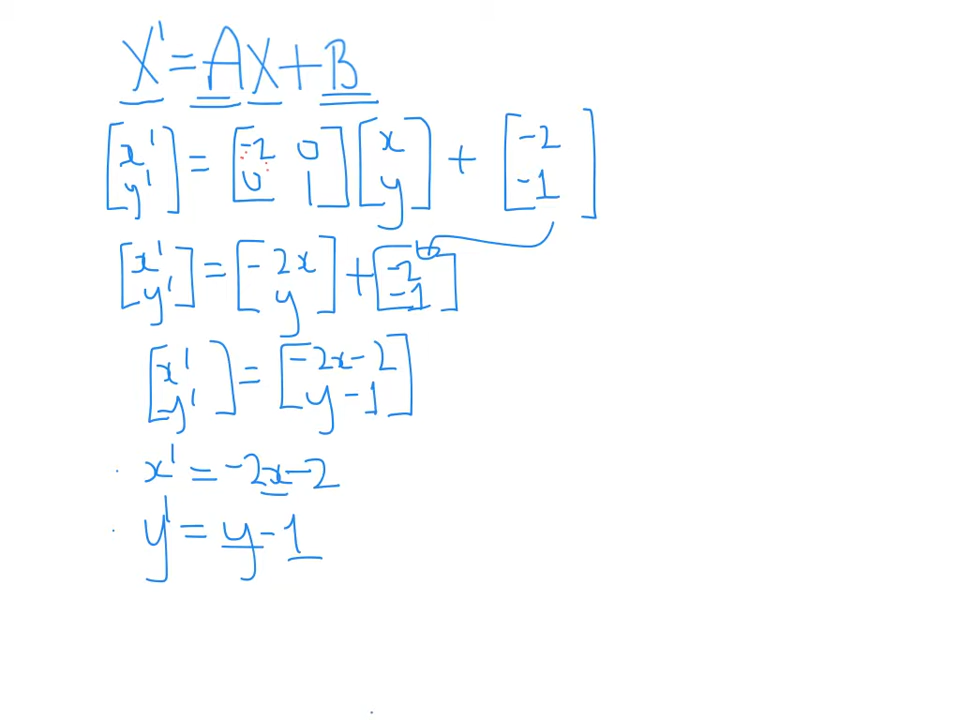 X' = AX + B
[x' y'] = [-2 0 0 1] [x y] + [-2 -1]
[x' y'] = [-2x y] + [-2 -1]
[x' y'] = [-2x-2 y-1]
x' = -2x-2
y' = y-1